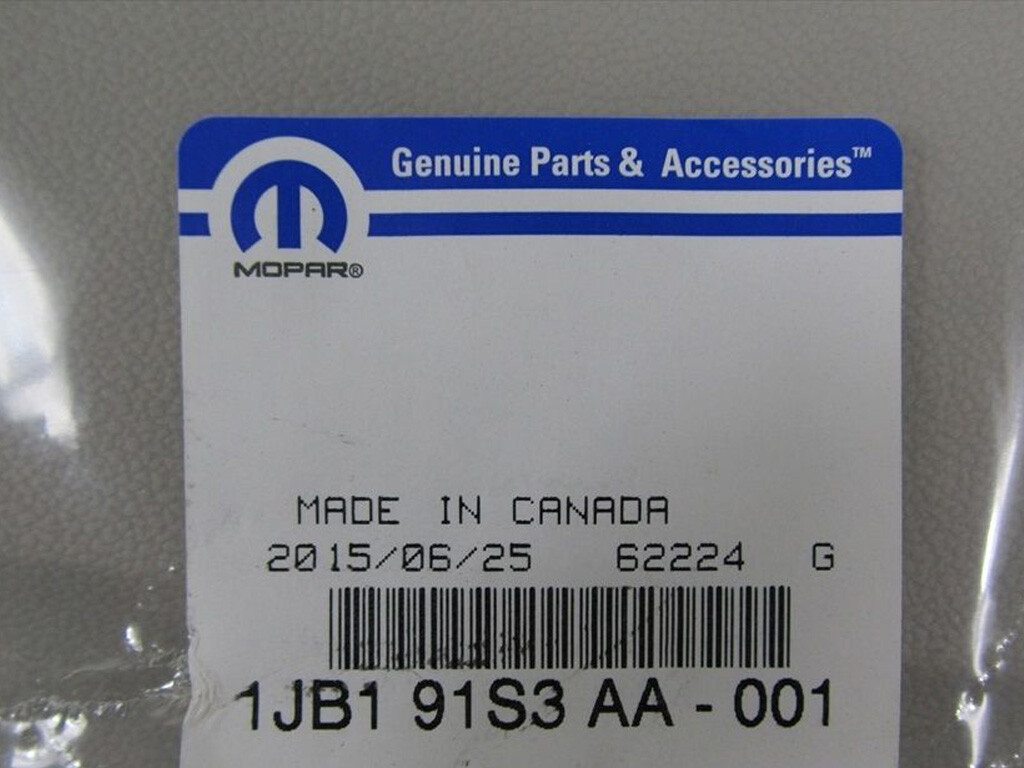 Genuine Parts & Accessories™
MOPAR®
MADE IN CANADA
2015/06/25 62224 G
1JB1 91S3 AA - 001